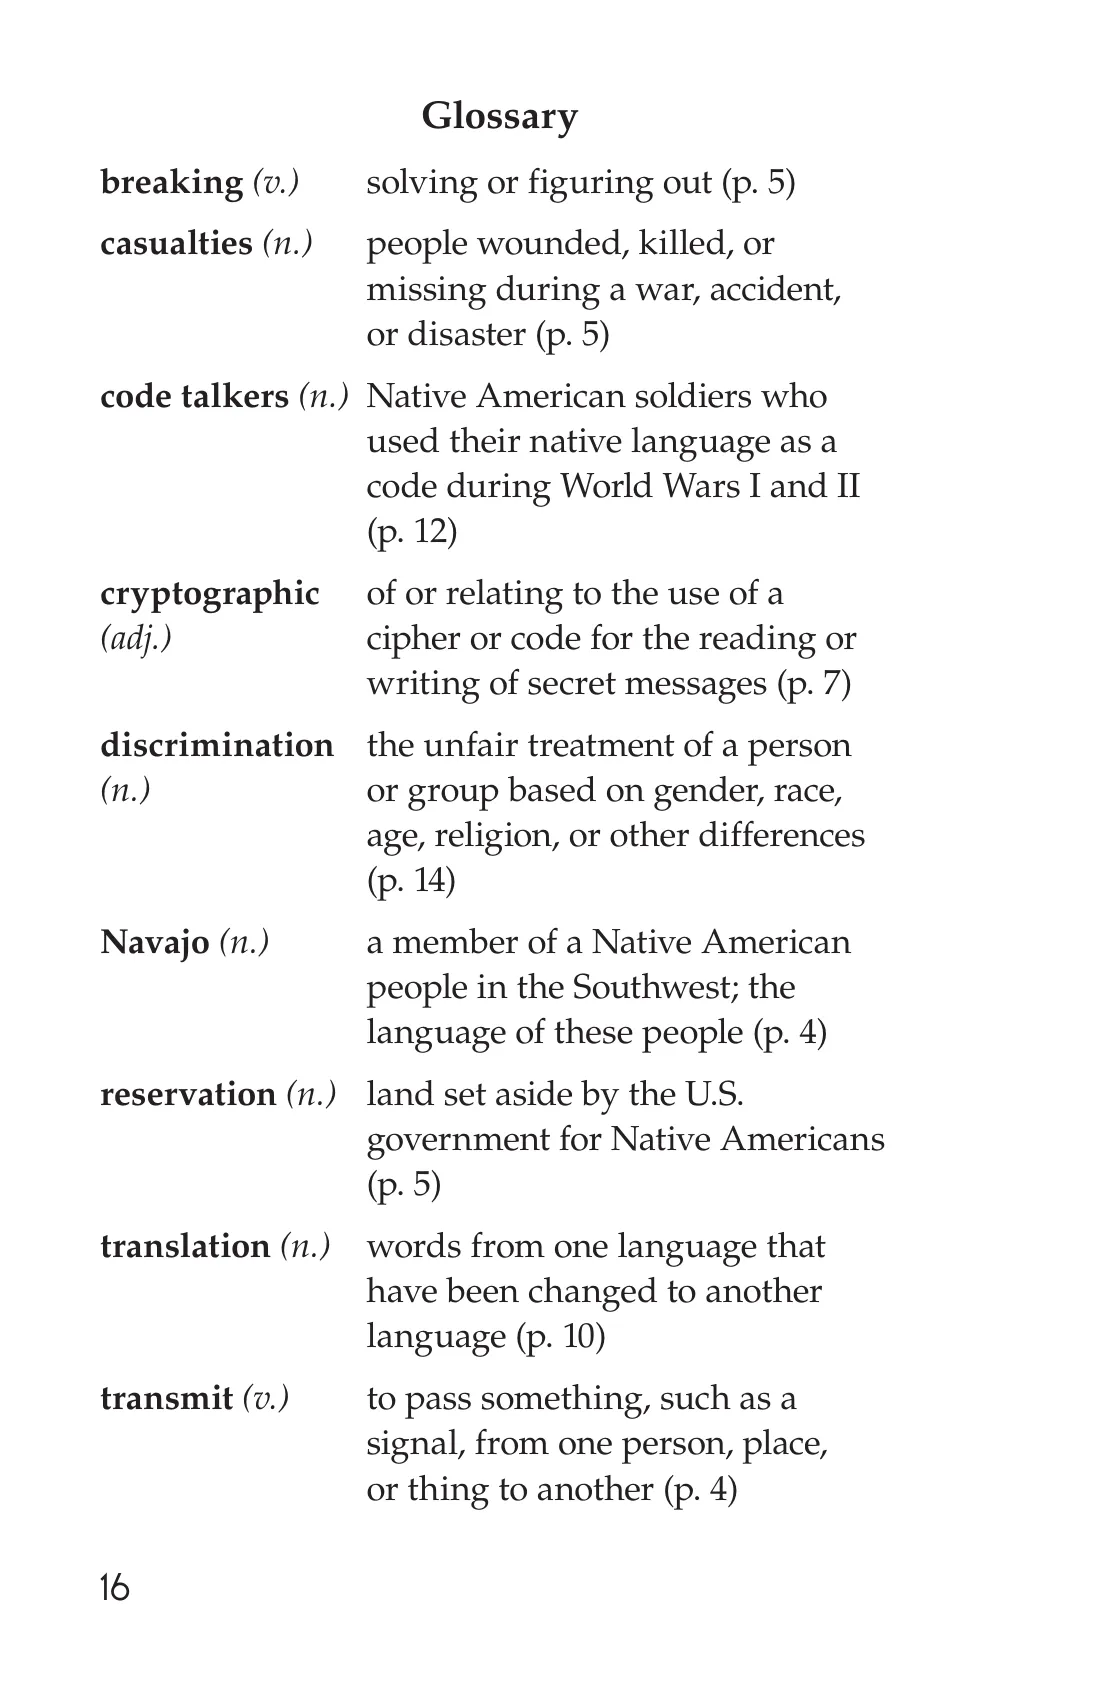 Glossary
breaking (v.) solving or figuring out (p. 5)
casualties (n.) people wounded, killed, or
missing during a war, accident,
or disaster (p. 5)
code talkers (n.) Native American soldiers who
used their native language as a
code during World Wars I and II
(p. 12)
cryptographic of or relating to the use of a
(adj.) cipher or code for the reading or
writing of secret messages (p. 7)
discrimination the unfair treatment of a person
(n.) or group based on gender, race,
age, religion, or other differences
(p. 14)
Navajo (n.) a member of a Native American
people in the Southwest; the
language of these people (p. 4)
reservation (n.) land set aside by the U.S.
government for Native Americans
(p. 5)
translation (n.) words from one language that
have been changed to another
language (p. 10)
transmit (v.) to pass something, such as a
signal, from one person, place,
or thing to another (p. 4)
16